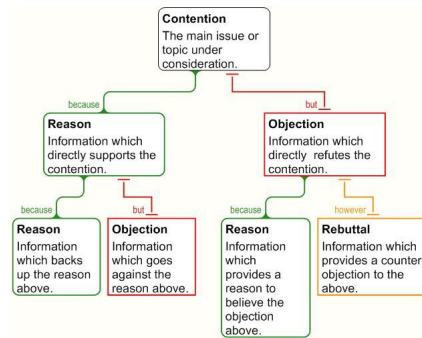 Contention
The main issue or
topic under
consideration.
because
but
Reason
Information which
directly supports the
contention.
Objection
Information which
directly refutes the
contention.
because
but
because
however
Reason
Information
which backs
up the reason
above.
Objection
Information
which goes
against the
reason above.
Reason
Information
which
provides a
reason to
believe the
objection
above.
Rebuttal
Information which
provides a counter
objection to the
above.